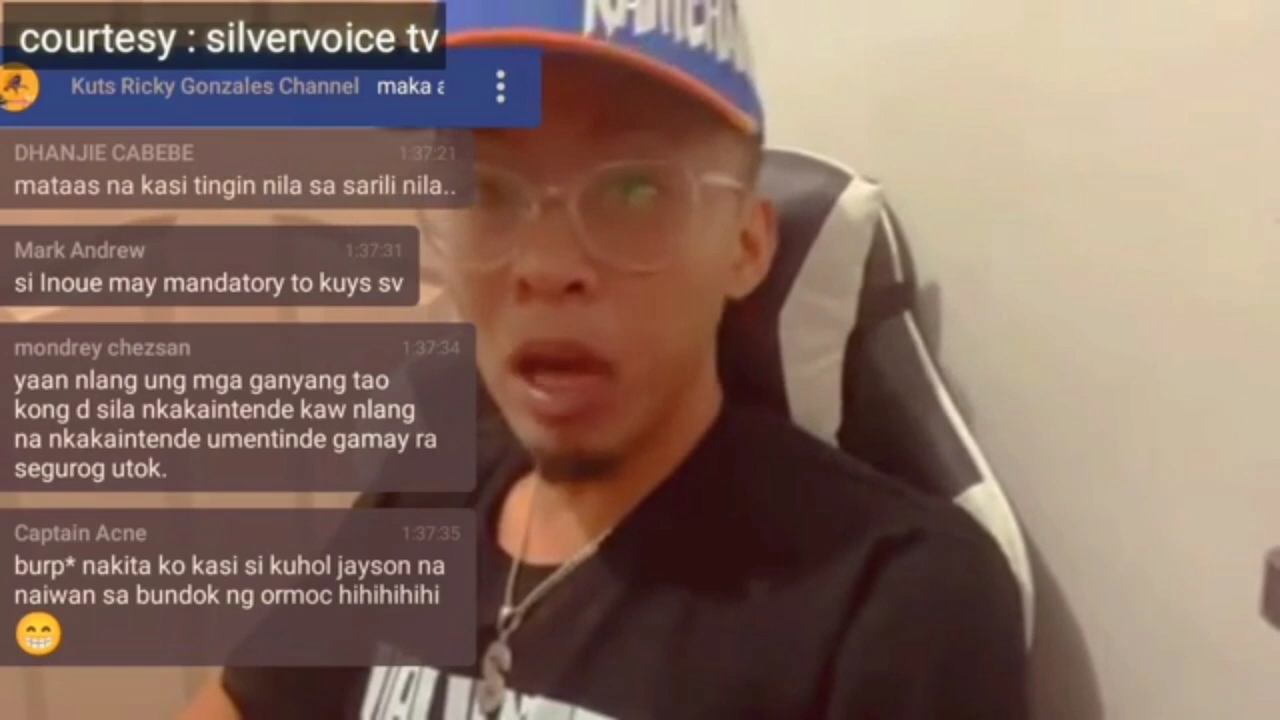 courtesy : silvervoice tv
Kuts Ricky Gonzales Channel maka
DHANJIE CABEBE 1:37:21
mataas na kasi tingin nila sa sarili nila..
Mark Andrew 1:37:31
si Inoue may mandatory to kuys sv
mondrey chezsan 1:37:34
yaan nlang ung mga ganyang tao
kong d sila nkakaintende kaw nlang
na nkakaintende umentinde gamay ra
segurog utok.
Captain Acne 1:37:35
burp* nakita ko kasi si kuhol jayson na
naiwan sa bundok ng ormoc hihihihihi